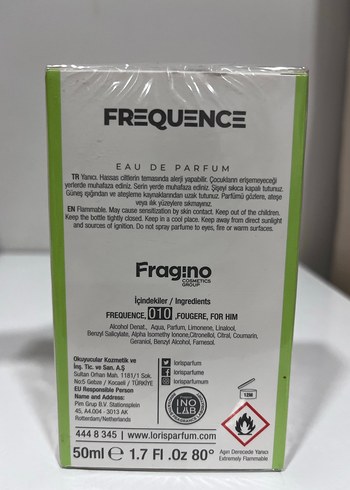 FREQUENCE
EAU DE PARFUM
TR Yanıcı. Hassas ciltlerin temasında alerji yapabilir. Çocukların erişemeyeceği
yerlerde muhafaza ediniz. Serin yerde muhafaza ediniz. Şişeyi sıkıca kapalı tutunuz.
Güneş ışığından ve ateşleme kaynaklarından uzak tutunuz. Parfümü gözlere, ateşe
veya ılık yüzeylere sıkmayınız.
EN Flammable. May cause sensitization by skin contact. Keep out of the children.
Keep the bottle tightly closed. Keep in a cool place. Keep away from direct sunlight
and sources of ignition. Do not spray parfume to eyes, fire or warm surfaces.
Fragino
COSMETICS
GROUP
İçindekiler / Ingredients
FREQUENCE, 010 ,FOUGERE, FOR HIM
Alcohol Denat., Aqua, Parfum, Limonene, Linalool,
Benzyl Salicylate, Alpha Isomethyl Ionone,Citronellol, Citral, Coumarin,
Geraniol, Benzyl Alcohol, Farnesol.
Okuyucular Kozmetik ve
İnş. Tic. ve San. A.Ş
Sultan Orhan Mah. 1181/1 Sok.
No:5 Gebze / Kocaeli / TÜRKİYE
EU Responsible Person
Name and Address:
Pim Grup B.V. Stationsplein
45, A4.004 - 3013 AK
Rotterdam/Netherlands
lorisparfum
lorisparfume
lorisparfumum
INO
LAB
12M
444 8 345 | www.lorisparfum.com
50ml e 1.7 Fl .Oz 80°
Aşırı Derecede Yanıcı
Extremely Flammable